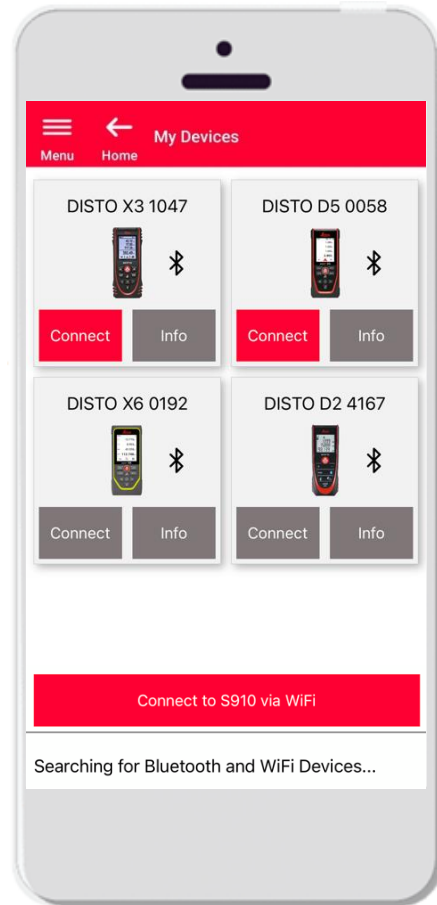 My Devices
Menu Home
DISTO X3 1047 DISTO D5 0058
Connect Info Connect Info
DISTO X6 0192 DISTO D2 4167
Connect Info Connect Info
Connect to S910 via WiFi
Searching for Bluetooth and WiFi Devices...